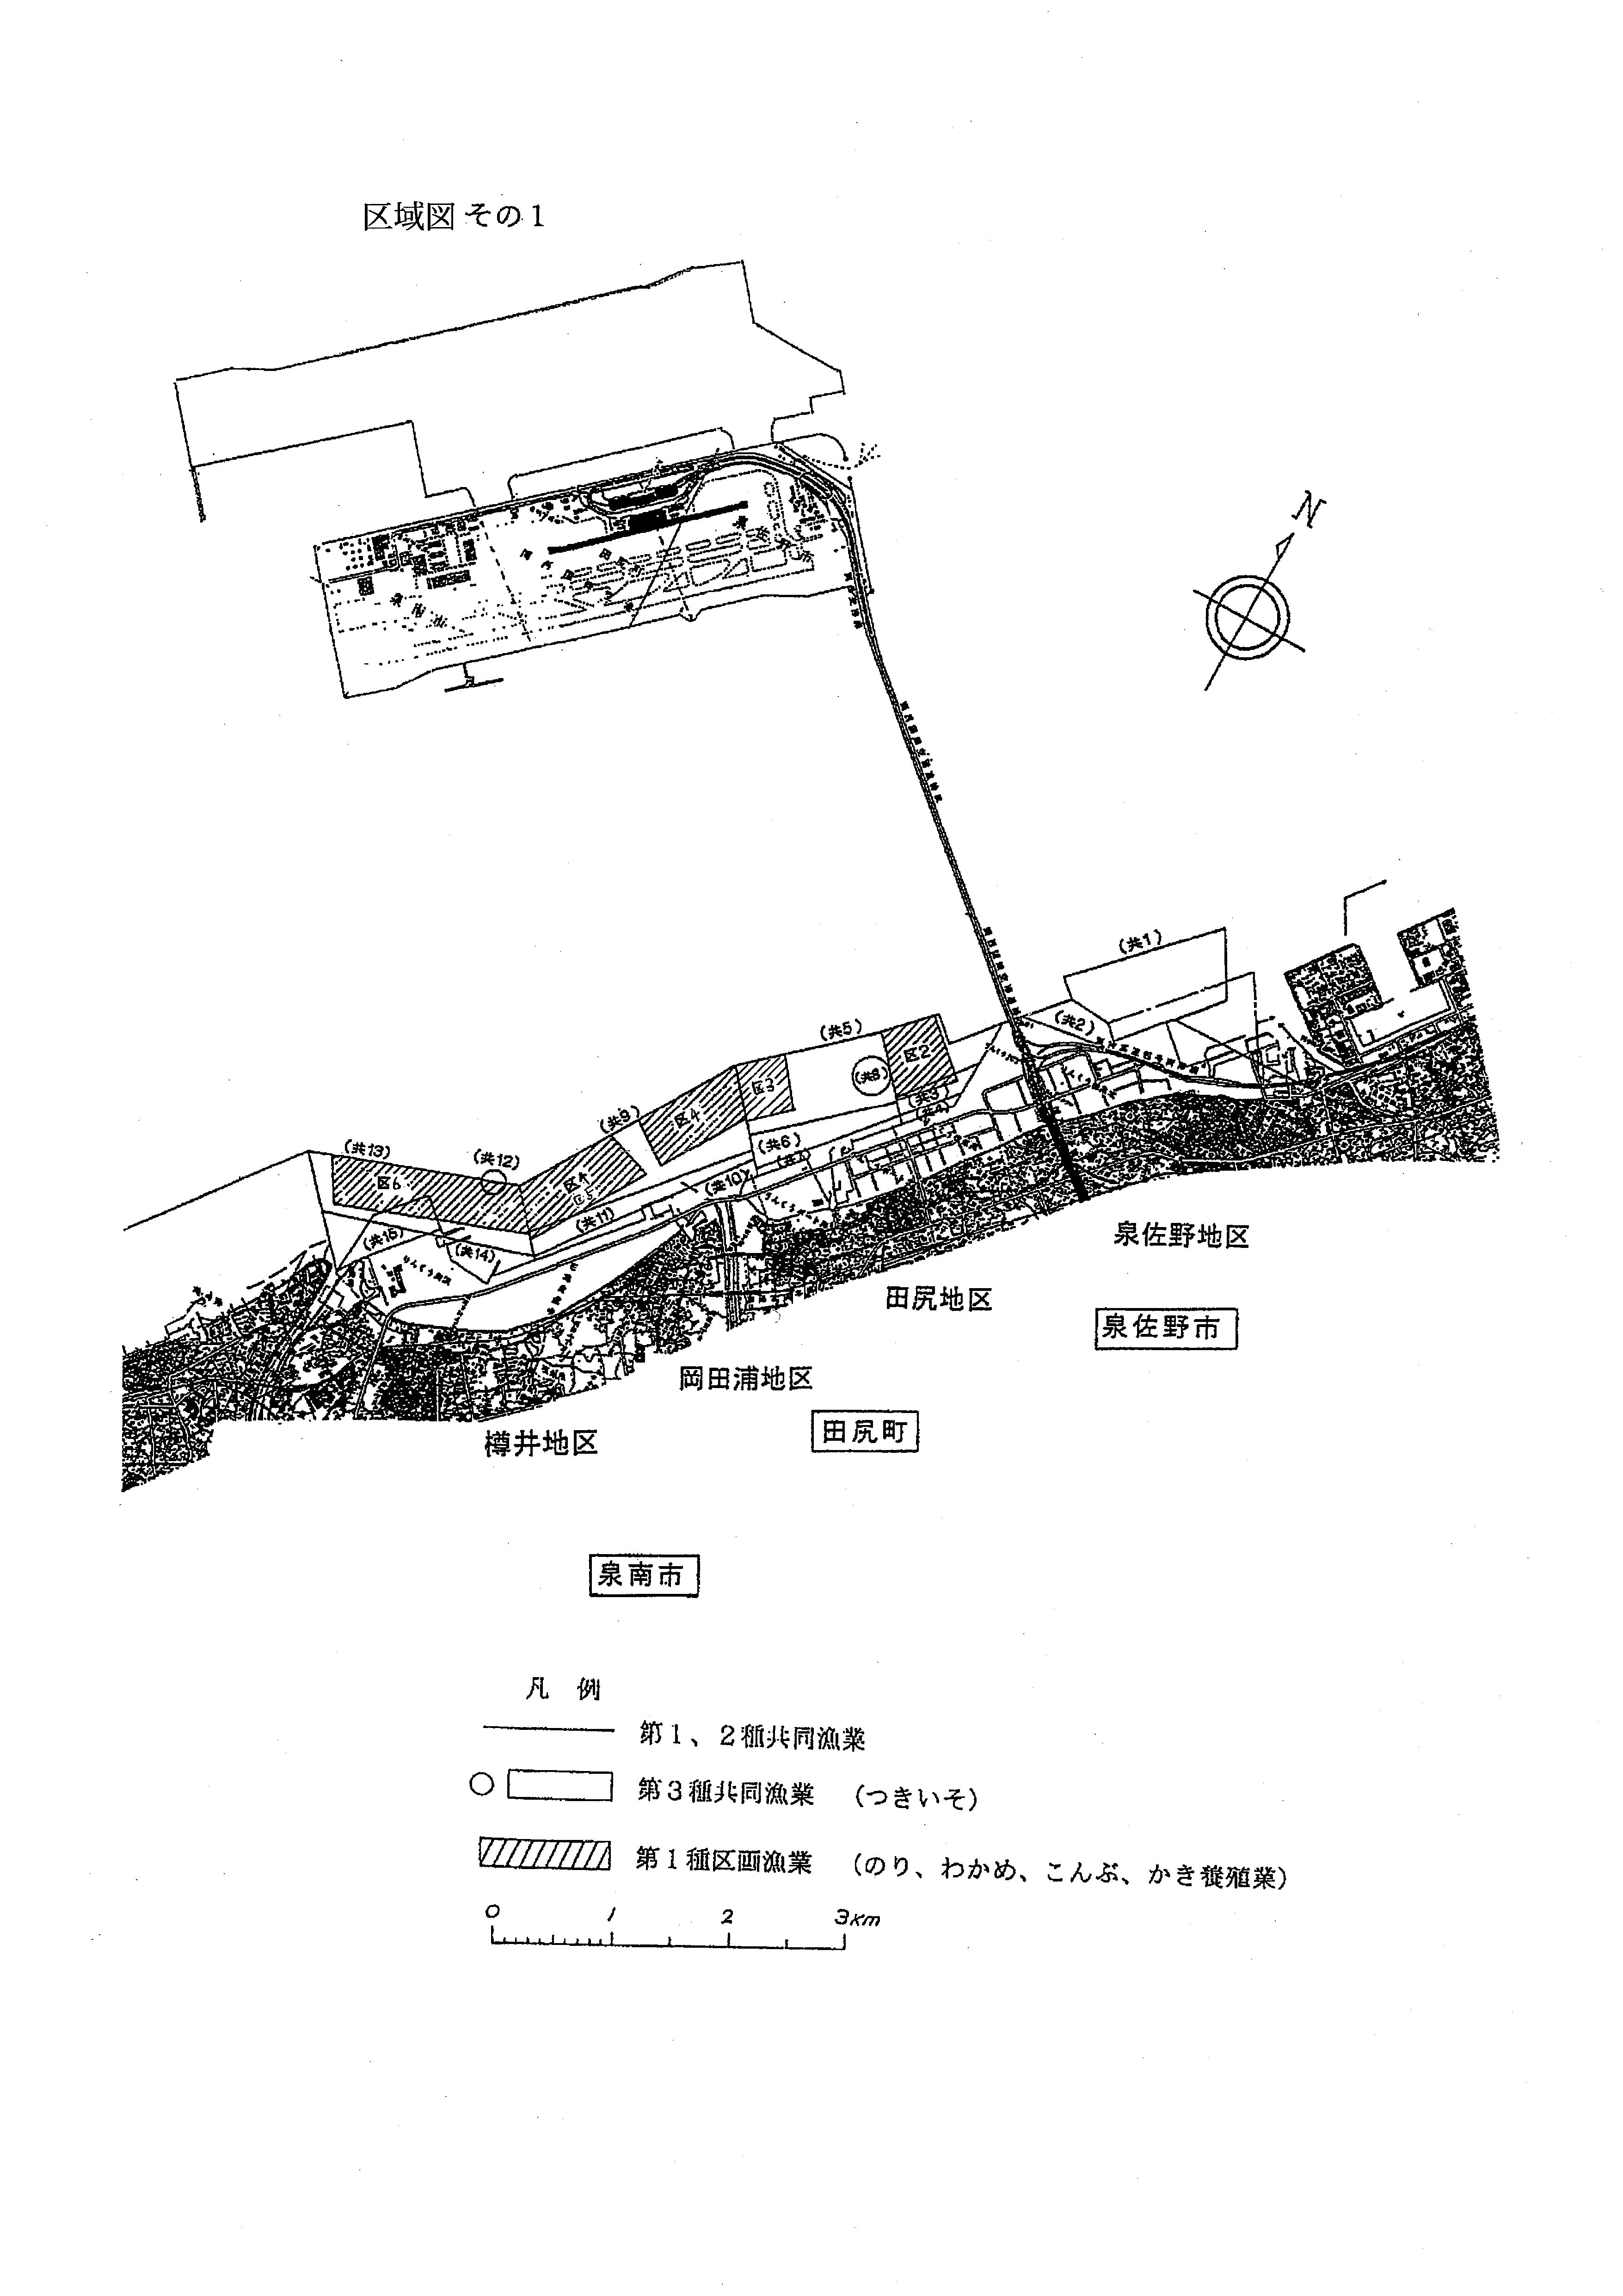 区域図 その1
N
(共1)
(共2)
(共5)
区2
(共8)
(共3)
(共4)
区3
(共9)
区4
(共6)
(共7)
(共13)
(共12)
区6
区4
区5
(共10)
(共11)
(共15)
(共14)
泉佐野地区
田尻地区
泉佐野市
岡田浦地区
田尻町
樽井地区
泉南市
凡 例
第1、2種共同漁業
第3種共同漁業 (つきいそ)
第1種区画漁業 (のり、わかめ、こんぶ、かき養殖業)
0 1 2 3km